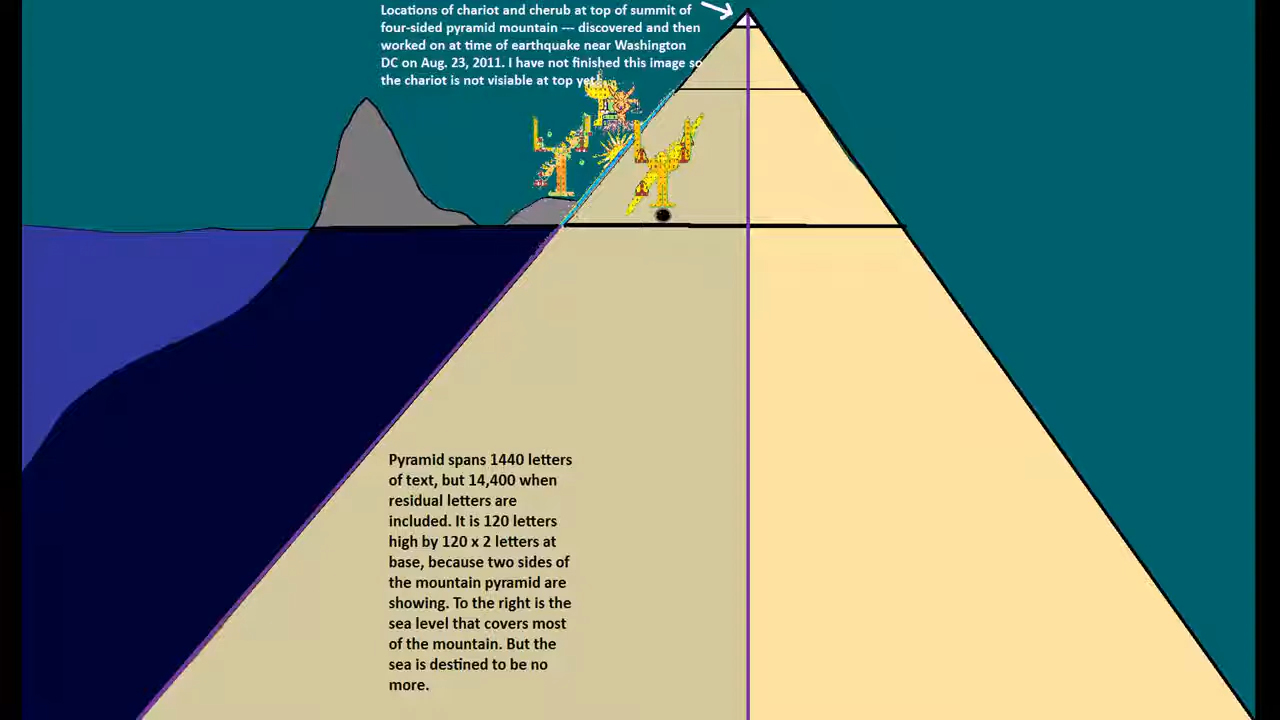 Locations of chariot and cherub at top of summit of
four-sided pyramid mountain --- discovered and then
worked on at time of earthquake near Washington
DC on Aug. 23, 2011. I have not finished this image so
the chariot is not visiable at top yet.
Pyramid spans 1440 letters
of text, but 14,400 when
residual letters are
included. It is 120 letters
high by 120 x 2 letters at
base, because two sides of
the mountain pyramid are
showing. To the right is the
sea level that covers most
of the mountain. But the
sea is destined to be no
more.